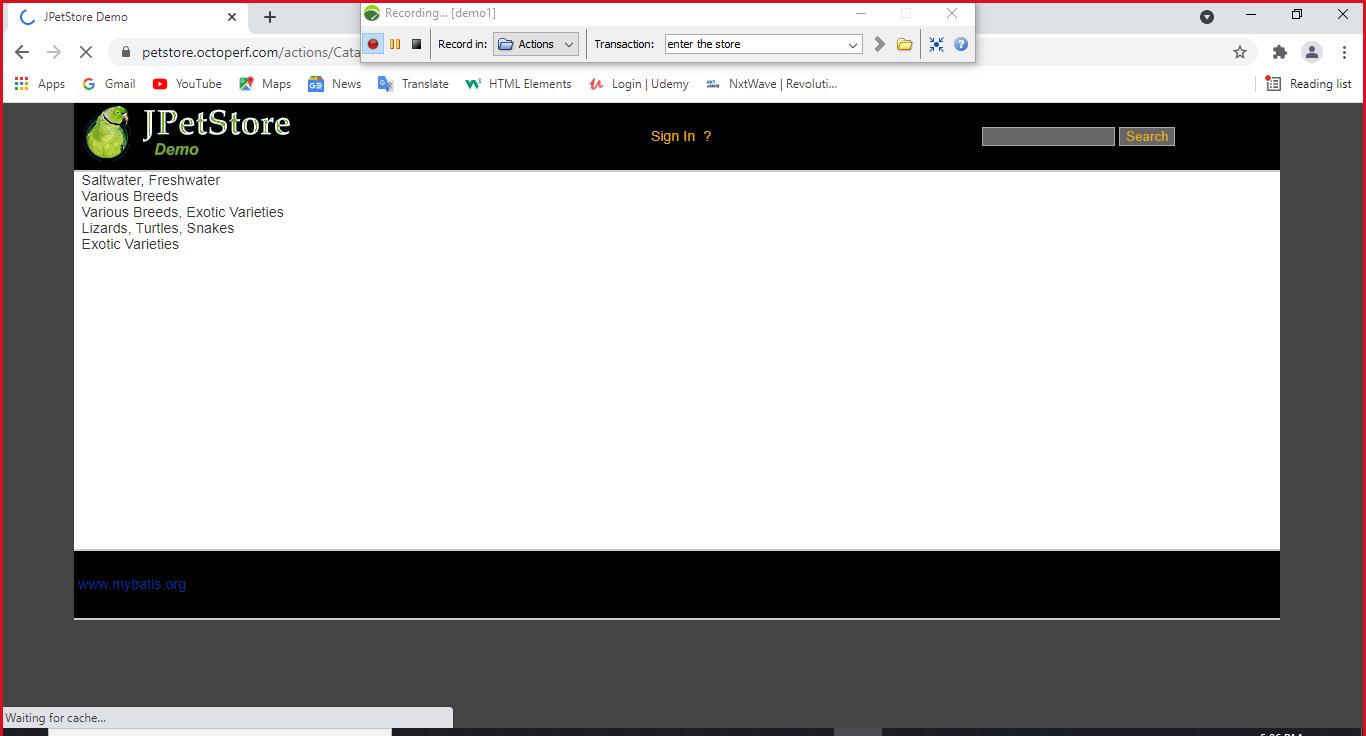 JPetStore Demo
Recording... [demo1]
Record in: Actions Transaction: enter the store
petstore.octoperf.com/actions/Cata
Apps Gmail YouTube Maps News Translate HTML Elements Login | Udemy NxtWave | Revoluti... Reading list
JPetStore
Demo
Sign In ? Search
Saltwater, Freshwater
Various Breeds
Various Breeds, Exotic Varieties
Lizards, Turtles, Snakes
Exotic Varieties
www.mybatis.org
Waiting for cache...